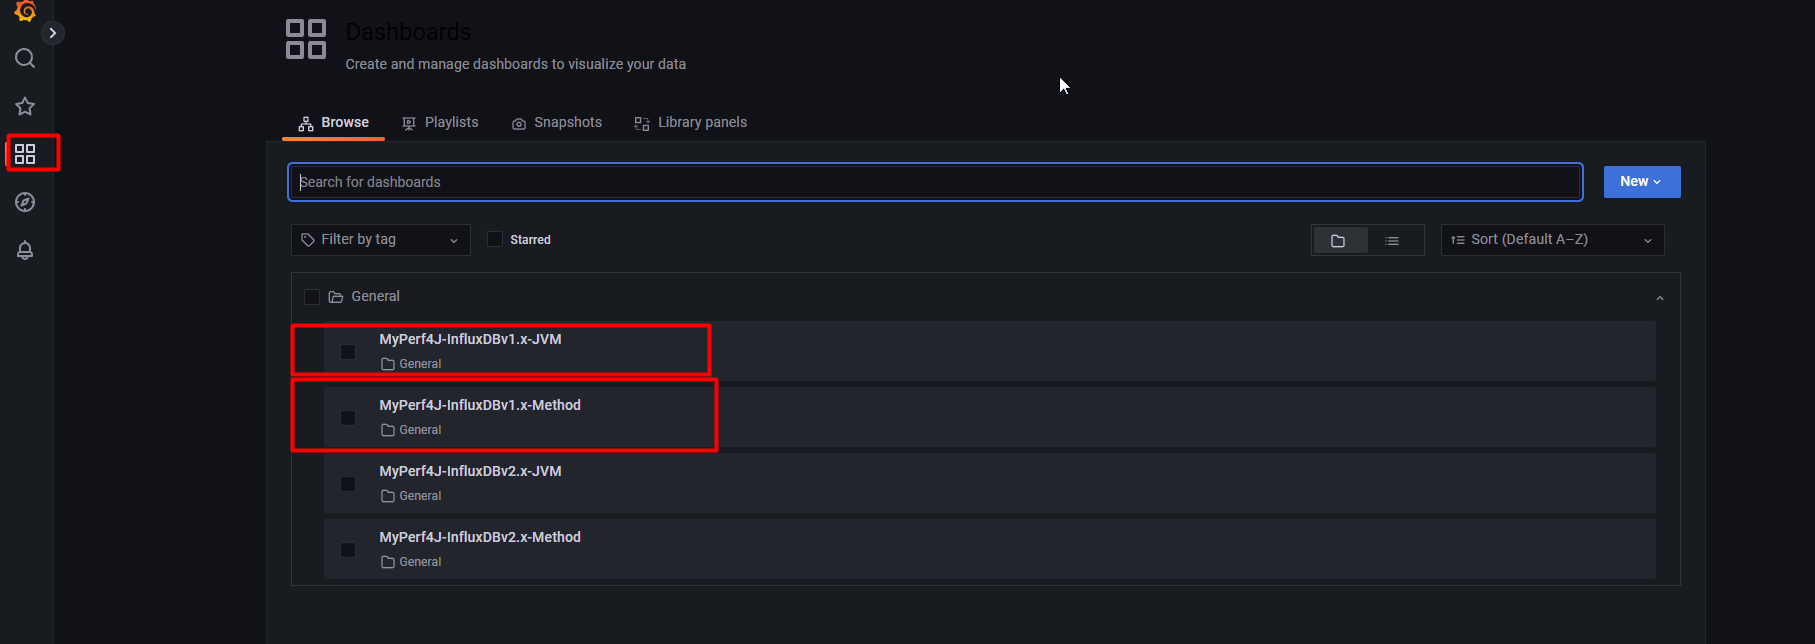 Dashboards
Create and manage dashboards to visualize your data
Browse Playlists Snapshots Library panels
Search for dashboards
New
Filter by tag Starred Sort (Default A–Z)
General
MyPerf4J-InfluxDBv1.x-JVM
General
MyPerf4J-InfluxDBv1.x-Method
General
MyPerf4J-InfluxDBv2.x-JVM
General
MyPerf4J-InfluxDBv2.x-Method
General